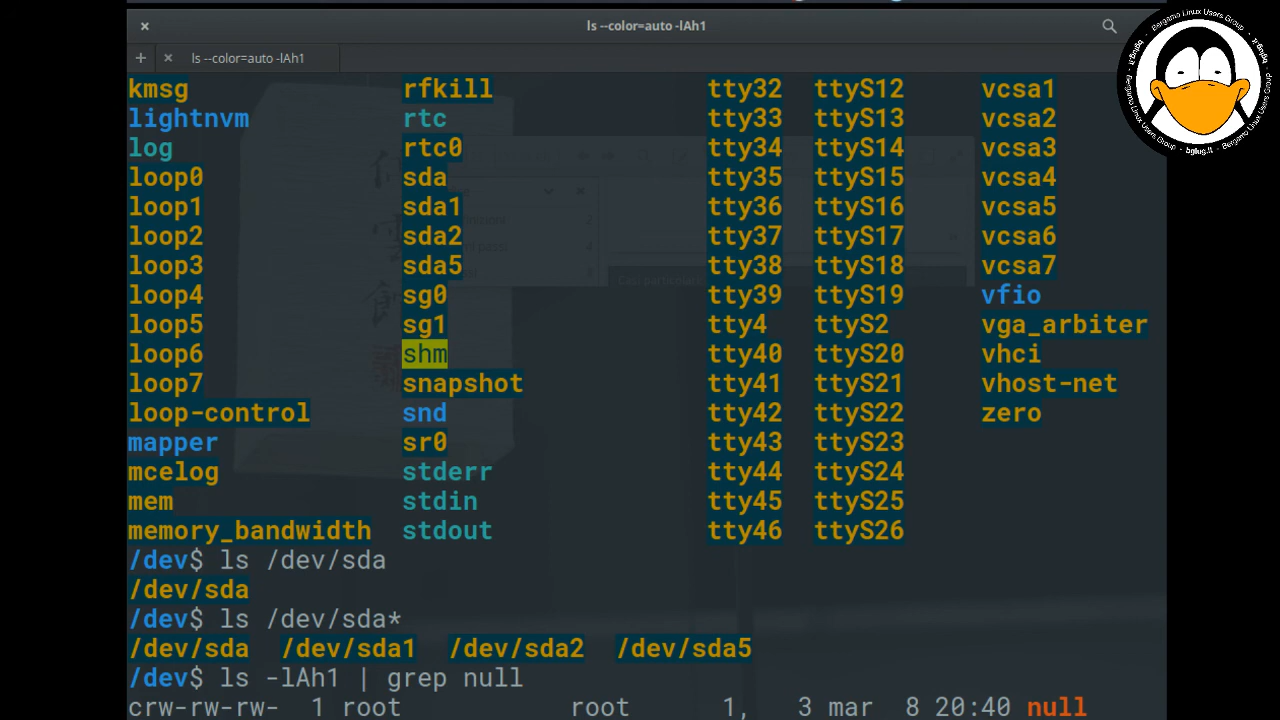 ls --color=auto -lAh1
ls --color=auto -lAh1
kmsg rfkill tty32 ttyS12 vcsa1
lightnvm rtc tty33 ttyS13 vcsa2
log rtc0 tty34 ttyS14 vcsa3
loop0 sda tty35 ttyS15 vcsa4
loop1 sda1 tty36 ttyS16 vcsa5
loop2 sda2 tty37 ttyS17 vcsa6
loop3 sda5 tty38 ttyS18 vcsa7
loop4 sg0 tty39 ttyS19 vfio
loop5 sg1 tty4 ttyS2 vga_arbiter
loop6 shm tty40 ttyS20 vhci
loop7 snapshot tty41 ttyS21 vhost-net
loop-control snd tty42 ttyS22 zero
mapper sr0 tty43 ttyS23
mcelog stderr tty44 ttyS24
mem stdin tty45 ttyS25
memory_bandwidth stdout tty46 ttyS26
/dev$ ls /dev/sda
/dev/sda
/dev$ ls /dev/sda*
/dev/sda /dev/sda1 /dev/sda2 /dev/sda5
/dev$ ls -lAh1 | grep null
crw-rw-rw- 1 root root 1, 3 mar 8 20:40 null
Bergamo Linux Users Group